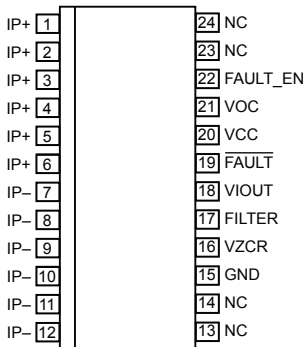 IP+ 1
IP+ 2
IP+ 3
IP+ 4
IP+ 5
IP+ 6
IP– 7
IP– 8
IP– 9
IP– 10
IP– 11
IP– 12
24 NC
23 NC
22 FAULT_EN
21 VOC
20 VCC
19 FAULT
18 VIOUT
17 FILTER
16 VZCR
15 GND
14 NC
13 NC